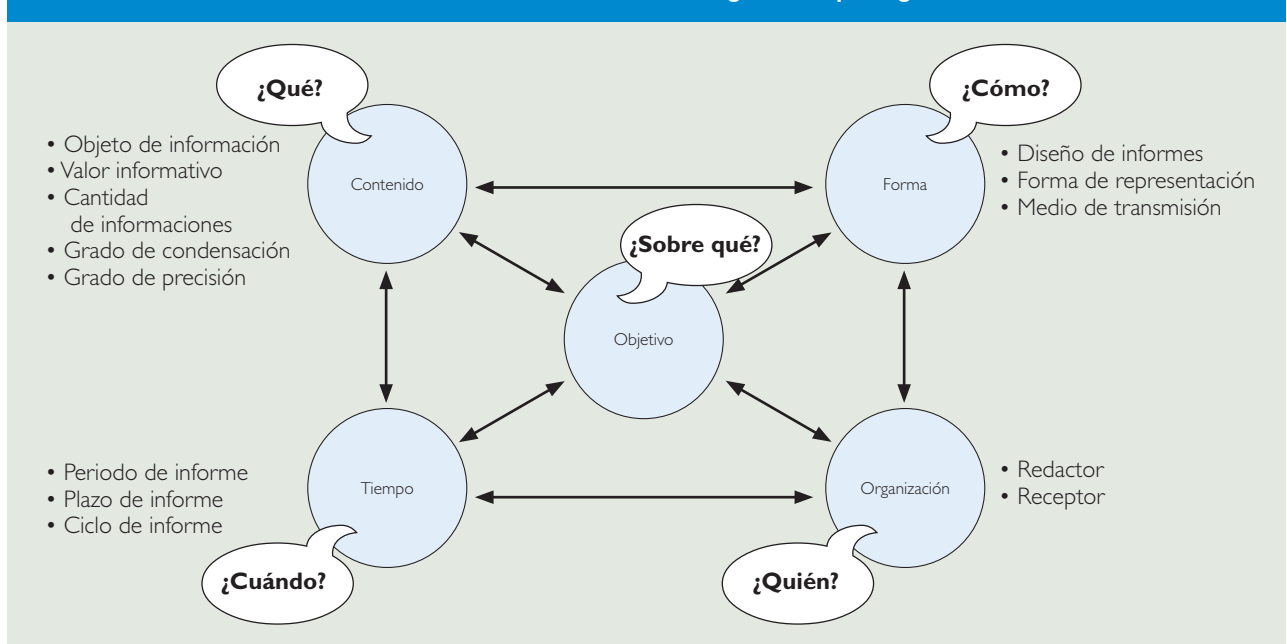 ¿Qué?
• Objeto de información
• Valor informativo
• Cantidad
de informaciones
• Grado de condensación
• Grado de precisión
Contenido
¿Cómo?
Forma
• Diseño de informes
• Forma de representación
• Medio de transmisión
¿Sobre qué?
Objetivo
• Periodo de informe
• Plazo de informe
• Ciclo de informe
Tiempo
¿Cuándo?
Organización
• Redactor
• Receptor
¿Quién?